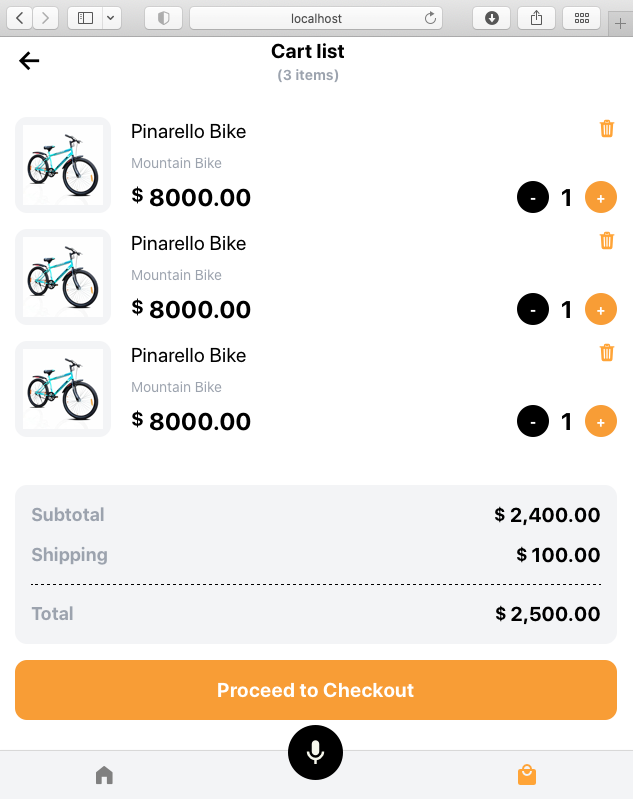 localhost
Cart list
(3 items)
Pinarello Bike
Mountain Bike
$ 8000.00
- 1 +
Pinarello Bike
Mountain Bike
$ 8000.00
- 1 +
Pinarello Bike
Mountain Bike
$ 8000.00
- 1 +
Subtotal $ 2,400.00
Shipping $ 100.00
Total $ 2,500.00
Proceed to Checkout